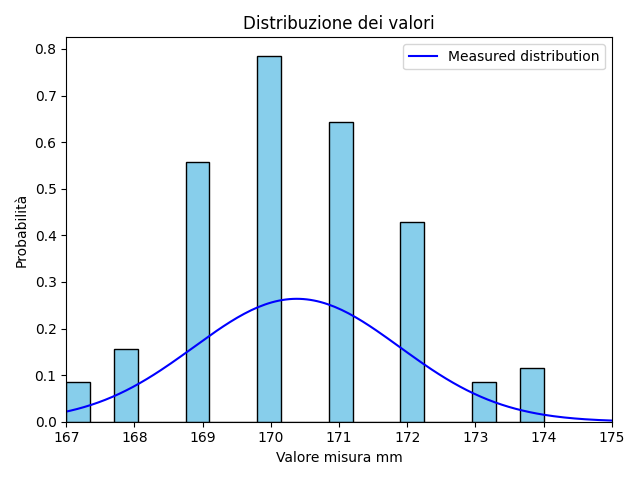 Distribuzione dei valori
Measured distribution
0.8
0.7
0.6
0.5
0.4
0.3
0.2
0.1
0.0
Probabilità
167 168 169 170 171 172 173 174 175
Valore misura mm